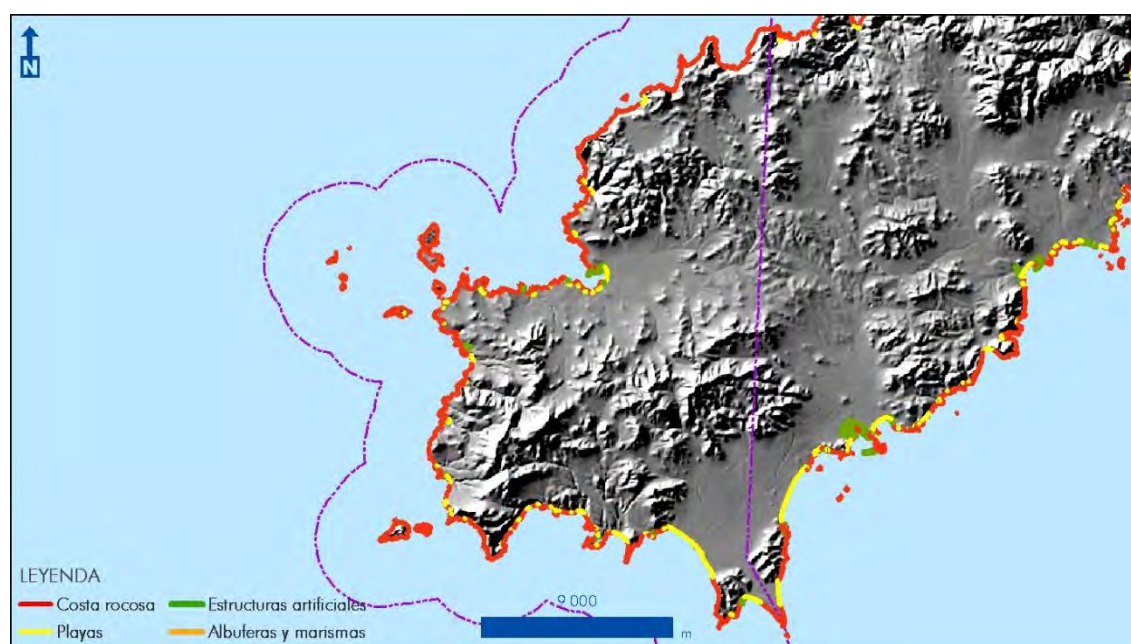 N
9 000
m
LEYENDA
Costa rocosa
Estructuras artificiales
Playas
Albuferas y marismas